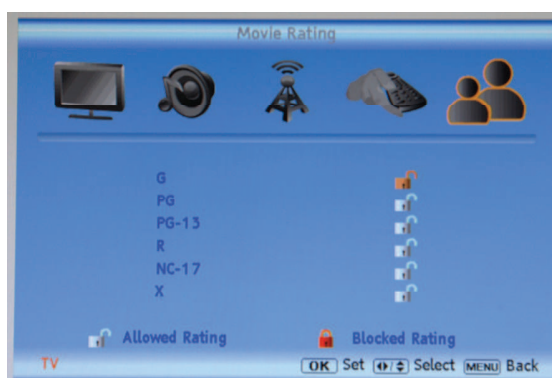 Movie Rating
G
PG
PG-13
R
NC-17
X
Allowed Rating Blocked Rating
TV OK Set Select MENU Back